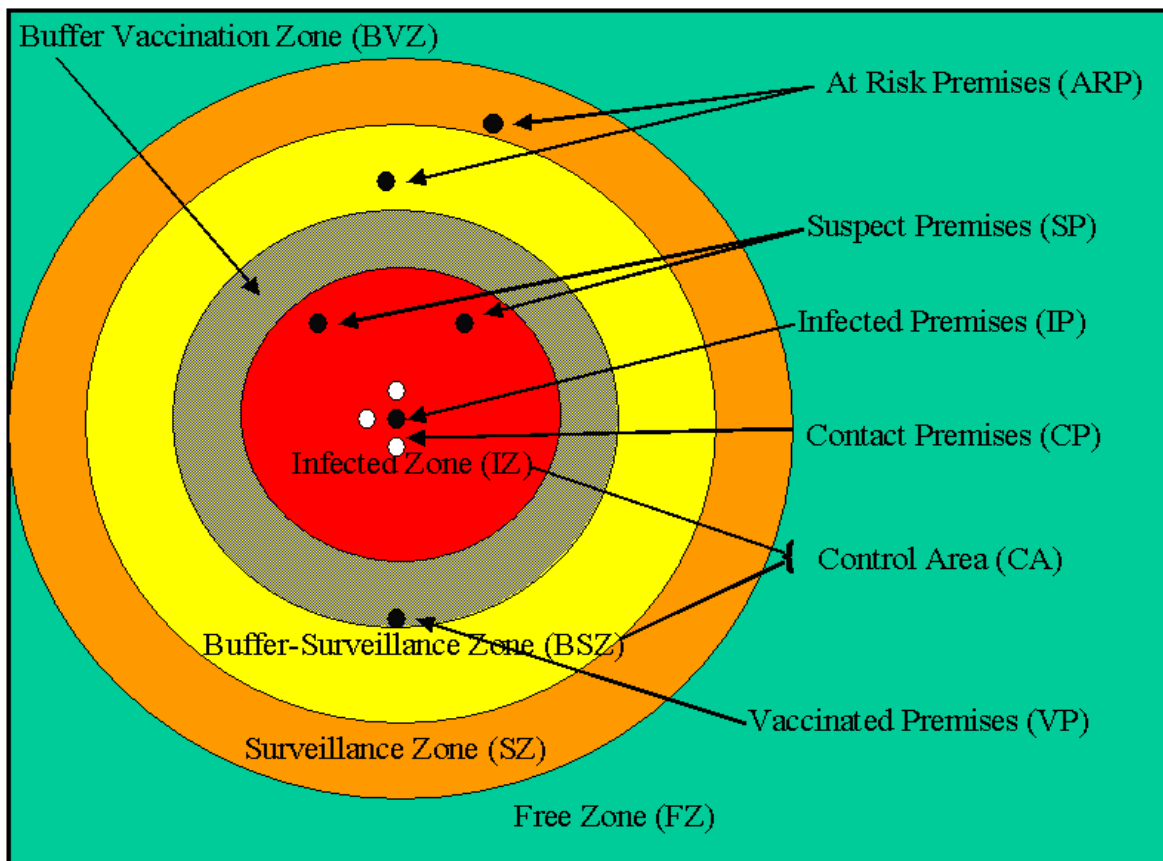 Buffer Vaccination Zone (BVZ)
At Risk Premises (ARP)
Suspect Premises (SP)
Infected Premises (IP)
Contact Premises (CP)
Infected Zone (IZ)
Control Area (CA)
Buffer-Surveillance Zone (BSZ)
Vaccinated Premises (VP)
Surveillance Zone (SZ)
Free Zone (FZ)